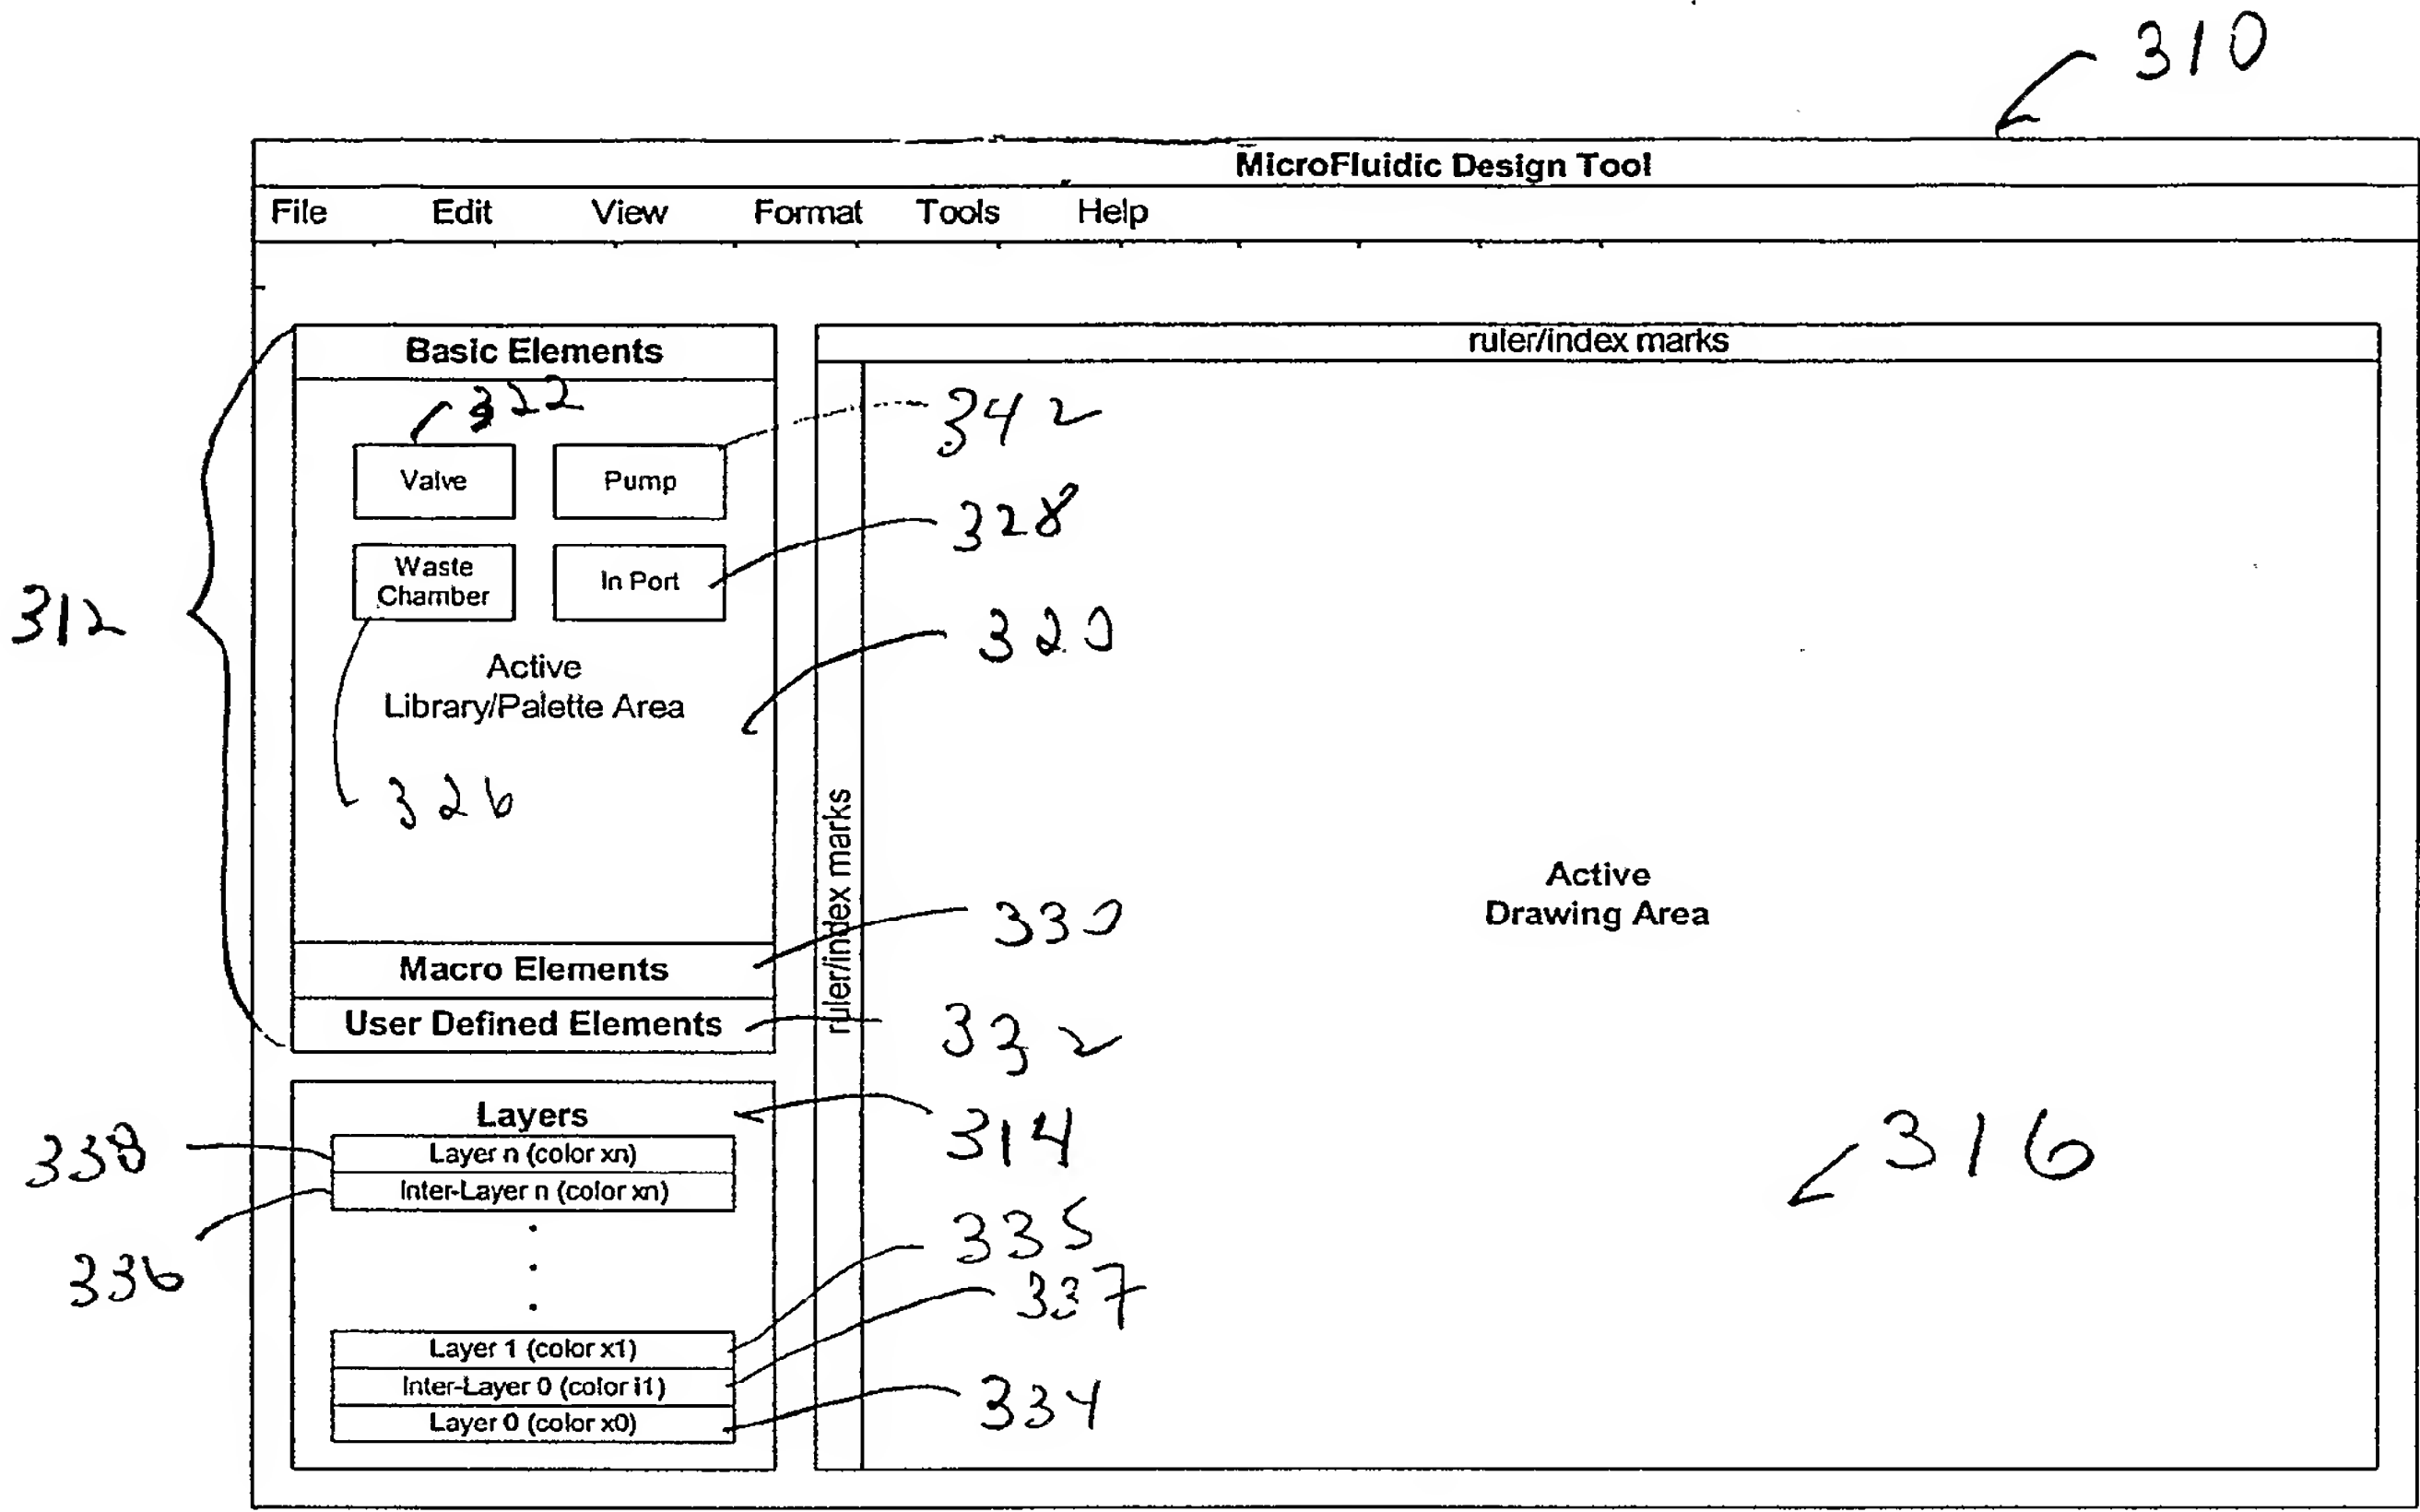 310
MicroFluidic Design Tool
File Edit View Format Tools Help
Basic Elements
ruler/index marks
322
342
Valve
Pump
328
Waste
Chamber
In Port
312
320
Active
Library/Palette Area
326
ruler/index marks
Active
Drawing Area
330
Macro Elements
User Defined Elements
332
Layers
314
316
338
Layer n (color xn)
Inter-Layer n (color xn)
336
335
337
Layer 1 (color x1)
Inter-Layer 0 (color i1)
334
Layer 0 (color x0)